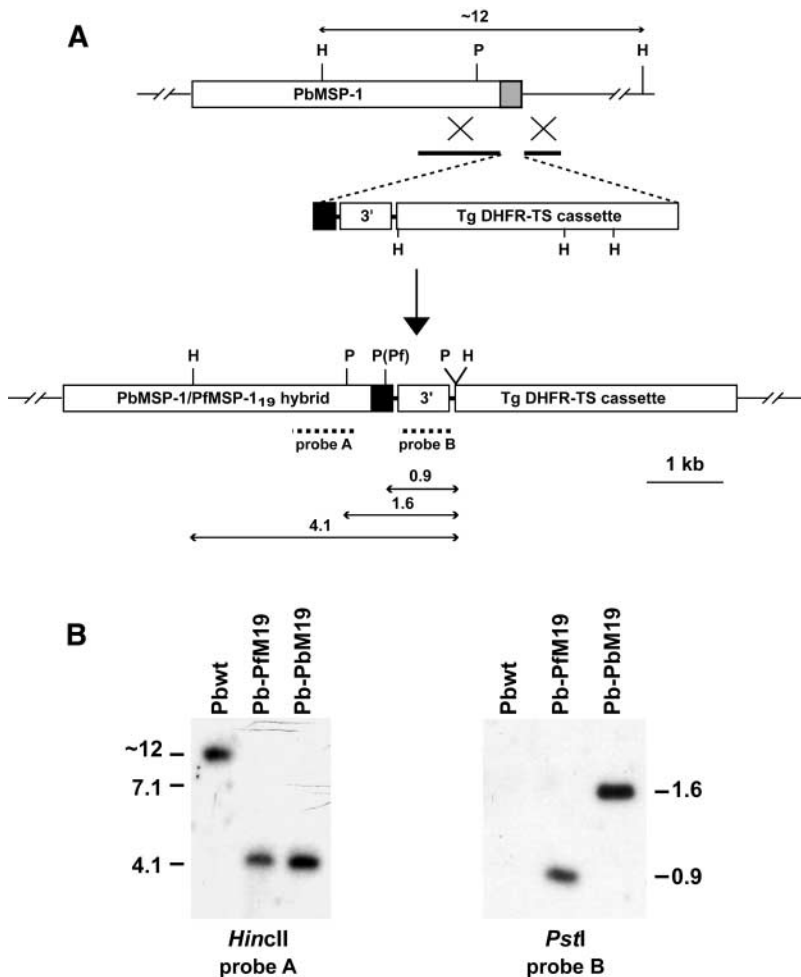 A
~12
H P H
PbMSP-1
3' Tg DHFR-TS cassette
H H H
H P P(Pf) P H
PbMSP-1/PfMSP-1₁₉ hybrid 3' Tg DHFR-TS cassette
probe A probe B
1 kb
0.9
1.6
4.1
B
Pbwt Pb-PfM19 Pb-PbM19
~12
7.1
4.1
HincII
probe A
Pbwt Pb-PfM19 Pb-PbM19
1.6
0.9
PstI
probe B